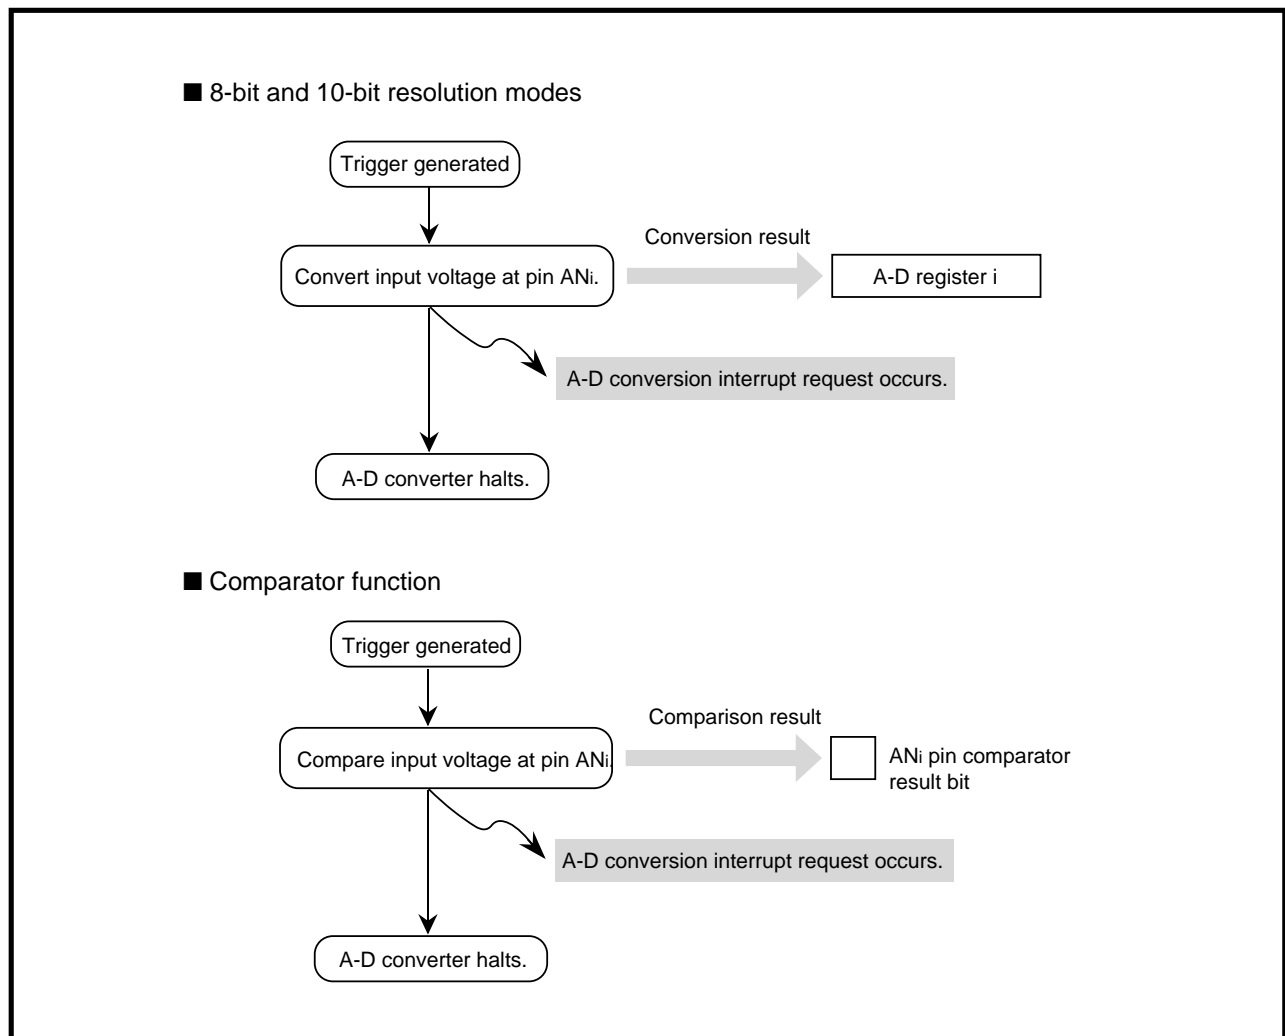 ■ 8-bit and 10-bit resolution modes
Trigger generated
Conversion result
Convert input voltage at pin ANi.
A-D register i
A-D conversion interrupt request occurs.
A-D converter halts.
■ Comparator function
Trigger generated
Comparison result
Compare input voltage at pin ANi.
ANi pin comparator
result bit
A-D conversion interrupt request occurs.
A-D converter halts.